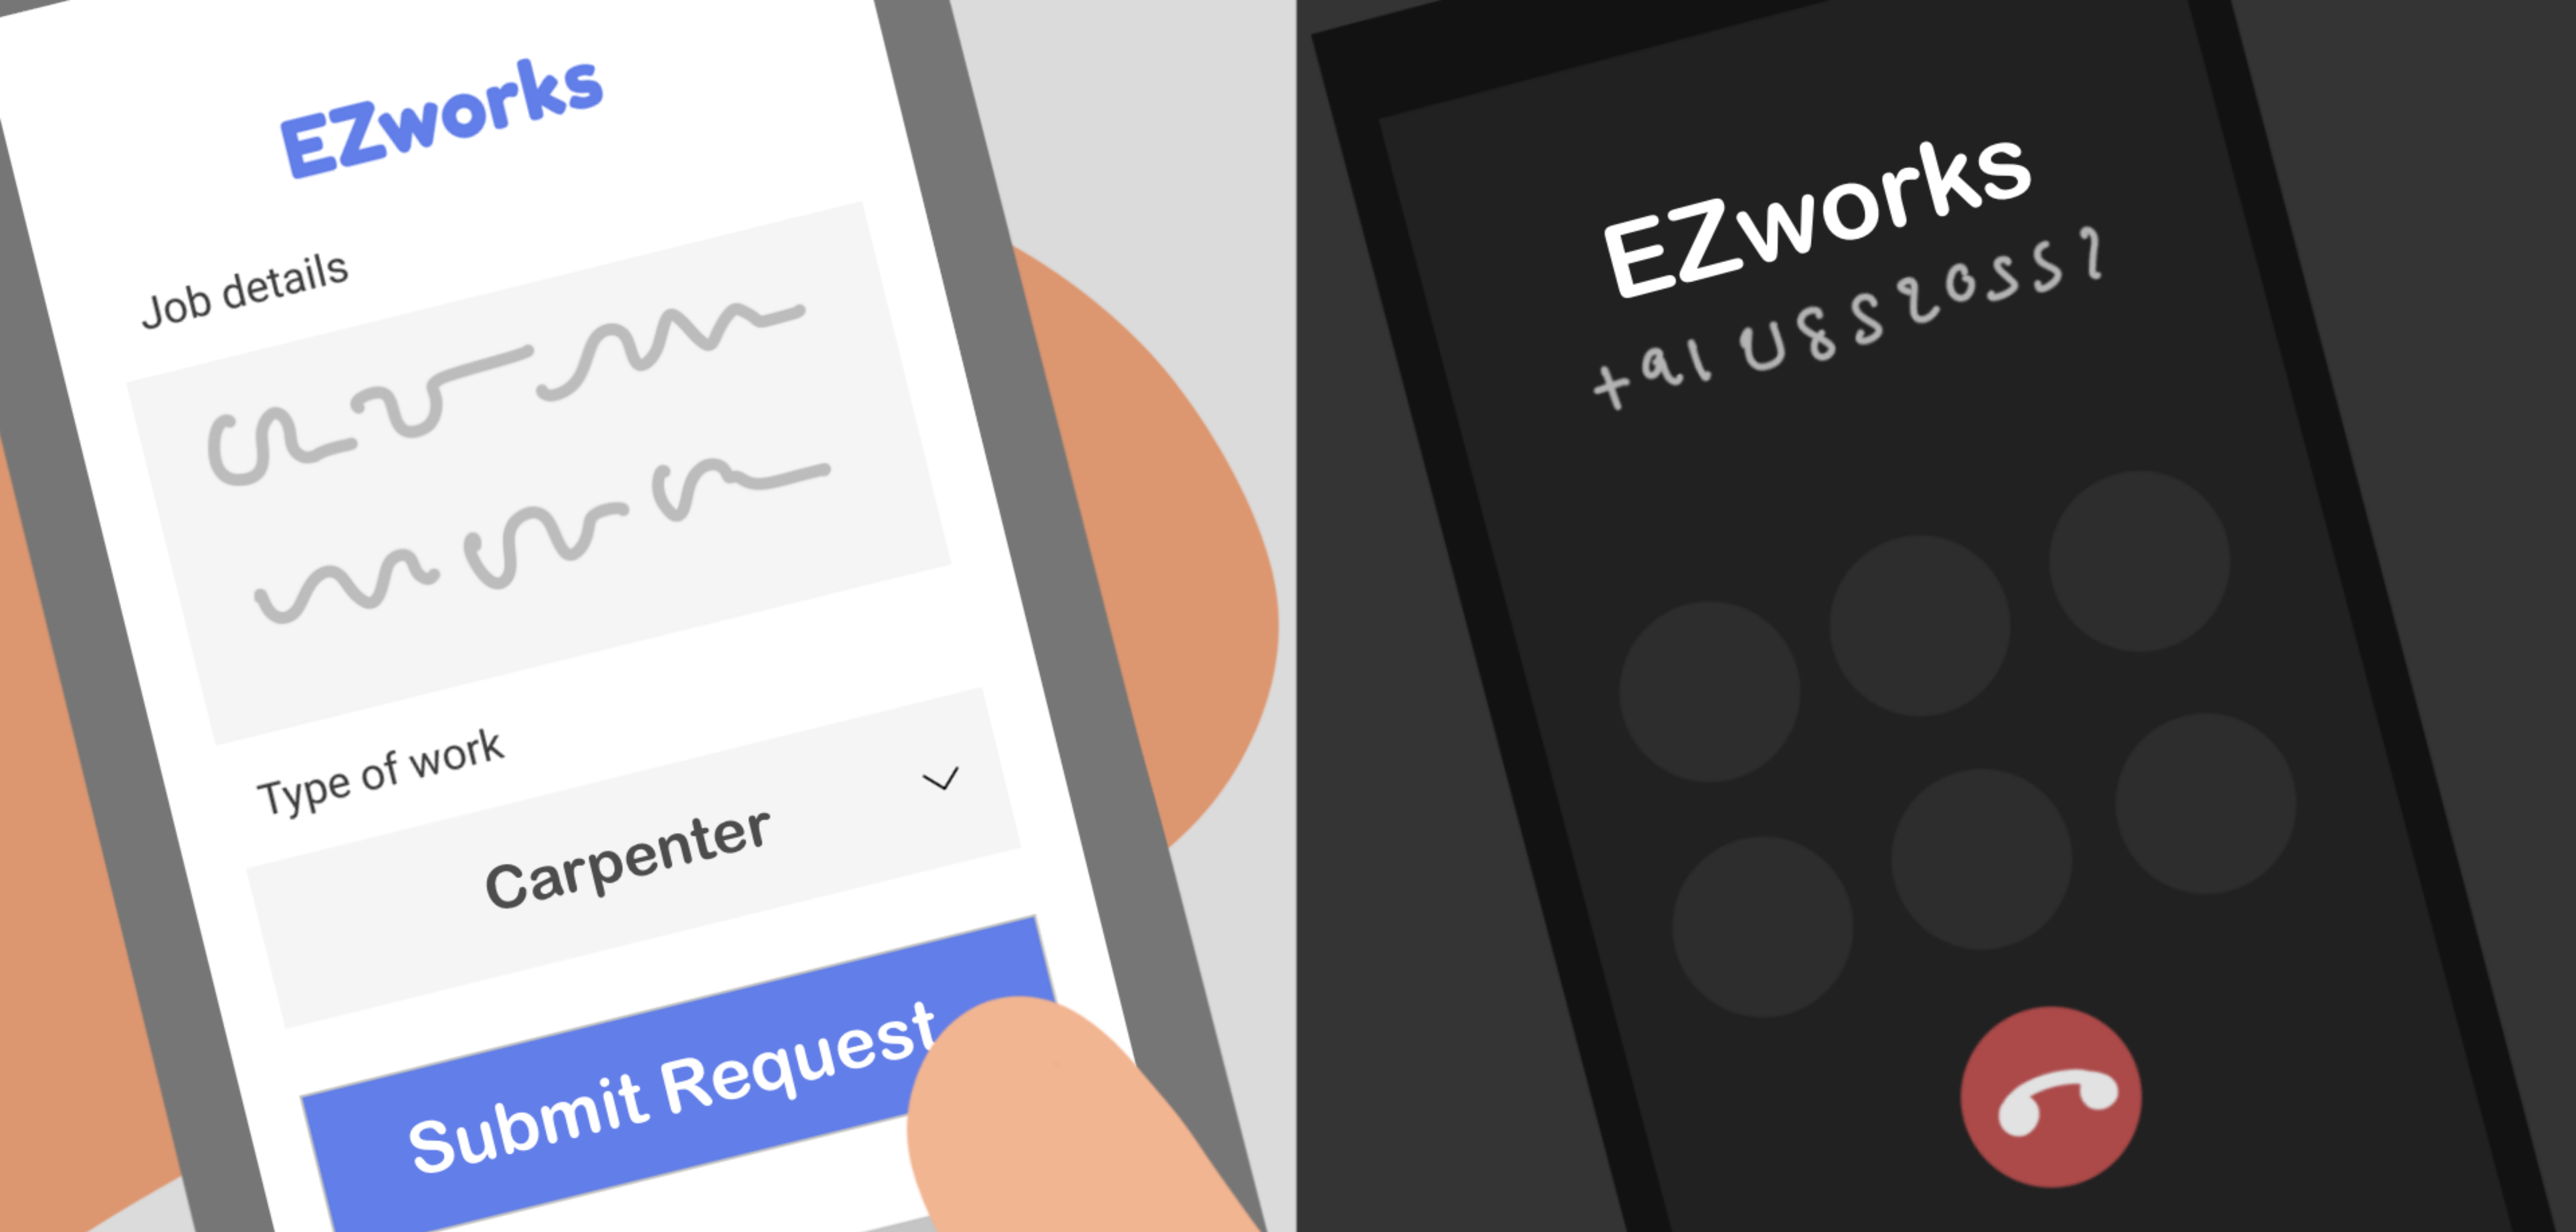 EZworks
Job details
Type of work
Carpenter
Submit Request
EZworks